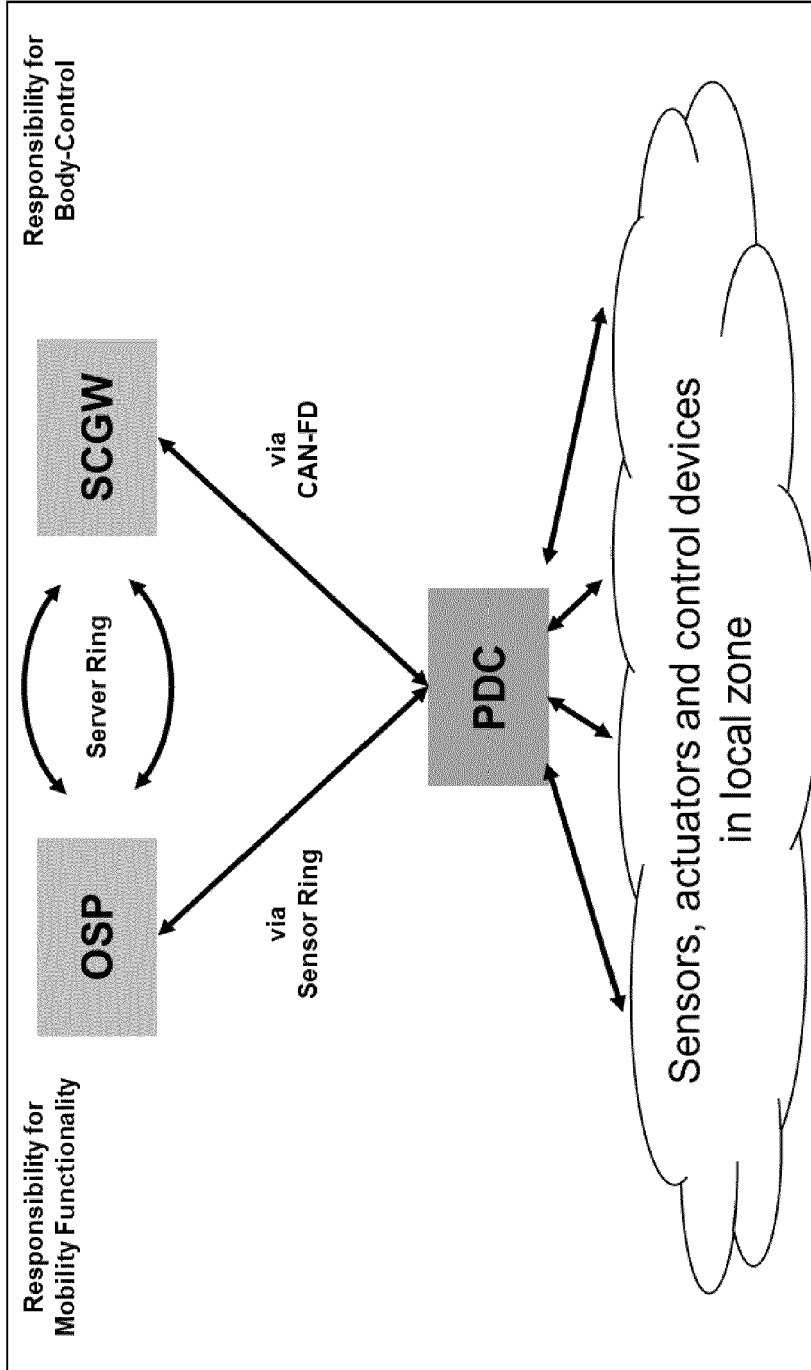 Responsibility for
Mobility Functionality
Responsibility for
Body-Control
OSP
Server Ring
SCGW
via
Sensor Ring
via
CAN-FD
PDC
Sensors, actuators and control devices
in local zone